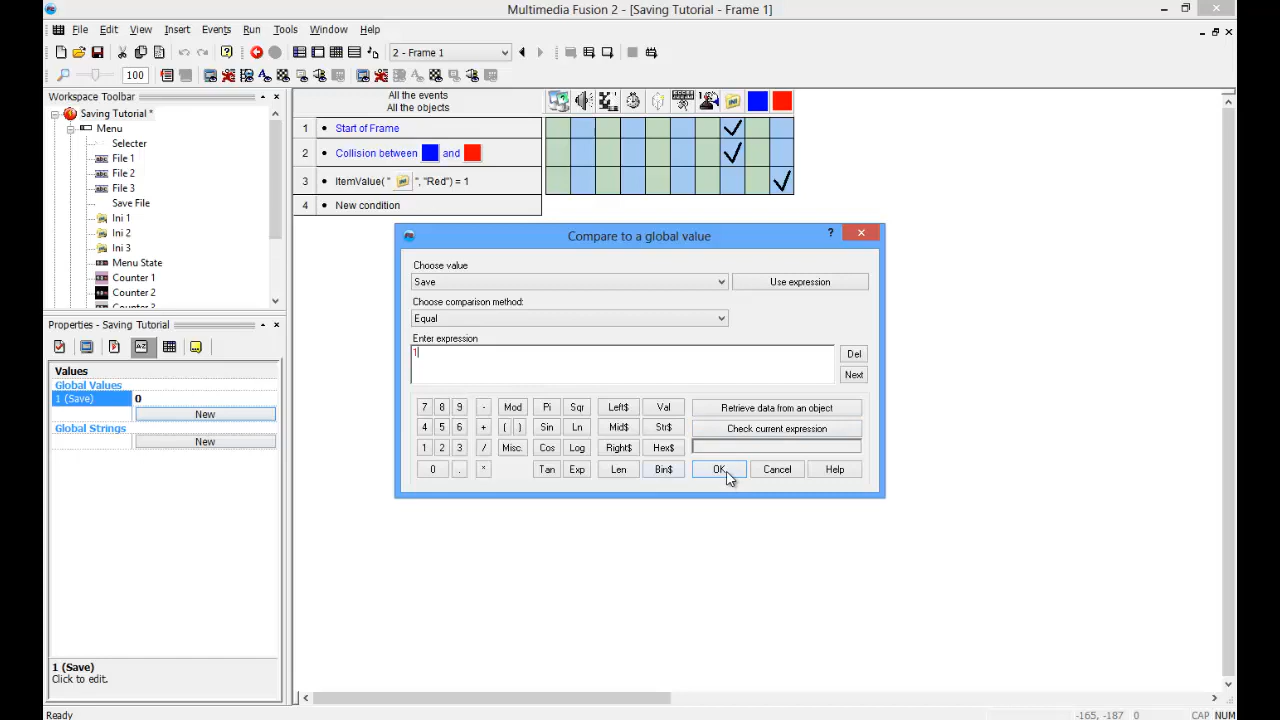 Multimedia Fusion 2 - [Saving Tutorial - Frame 1]
File Edit View Insert Events Run Tools Window Help
2 - Frame 1
100
Workspace Toolbar
Saving Tutorial *
Menu
Selecter
File 1
File 2
File 3
Save File
Ini 1
Ini 2
Ini 3
Menu State
Counter 1
Counter 2
Counter 3
Properties - Saving Tutorial
Values
Global Values
1 (Save) 0
New
Global Strings
New
1 (Save)
Click to edit.
All the events
All the objects
1 • Start of Frame
2 • Collision between and
3 • ItemValue( " ", "Red") = 1
4 • New condition
Compare to a global value
Choose value
Save Use expression
Choose comparison method:
Equal
Enter expression
1
Del
Next
7 8 9 - Mod Pi Sqr Left$ Val Retrieve data from an object
4 5 6 + ( ) Sin Ln Mid$ Str$ Check current expression
1 2 3 / Misc. Cos Log Right$ Hex$
0 . * Tan Exp Len Bin$ OK Cancel Help
Ready -165, -187 0 CAP NUM